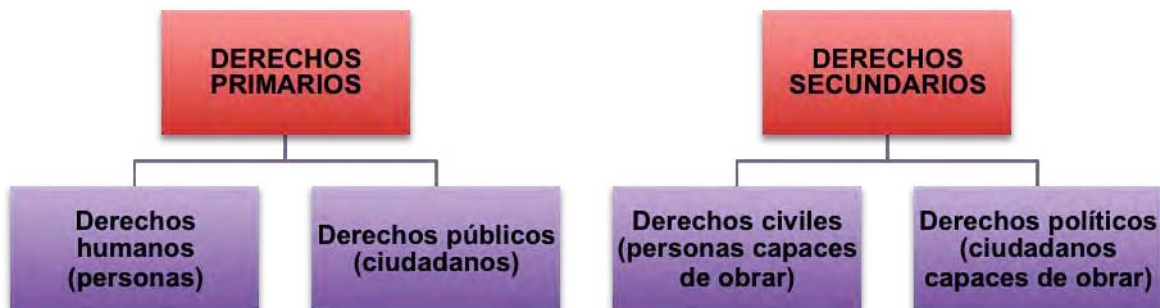 DERECHOS
PRIMARIOS
DERECHOS
SECUNDARIOS
Derechos
humanos
(personas)
Derechos públicos
(ciudadanos)
Derechos civiles
(personas capaces
de obrar)
Derechos políticos
(ciudadanos
capaces de obrar)